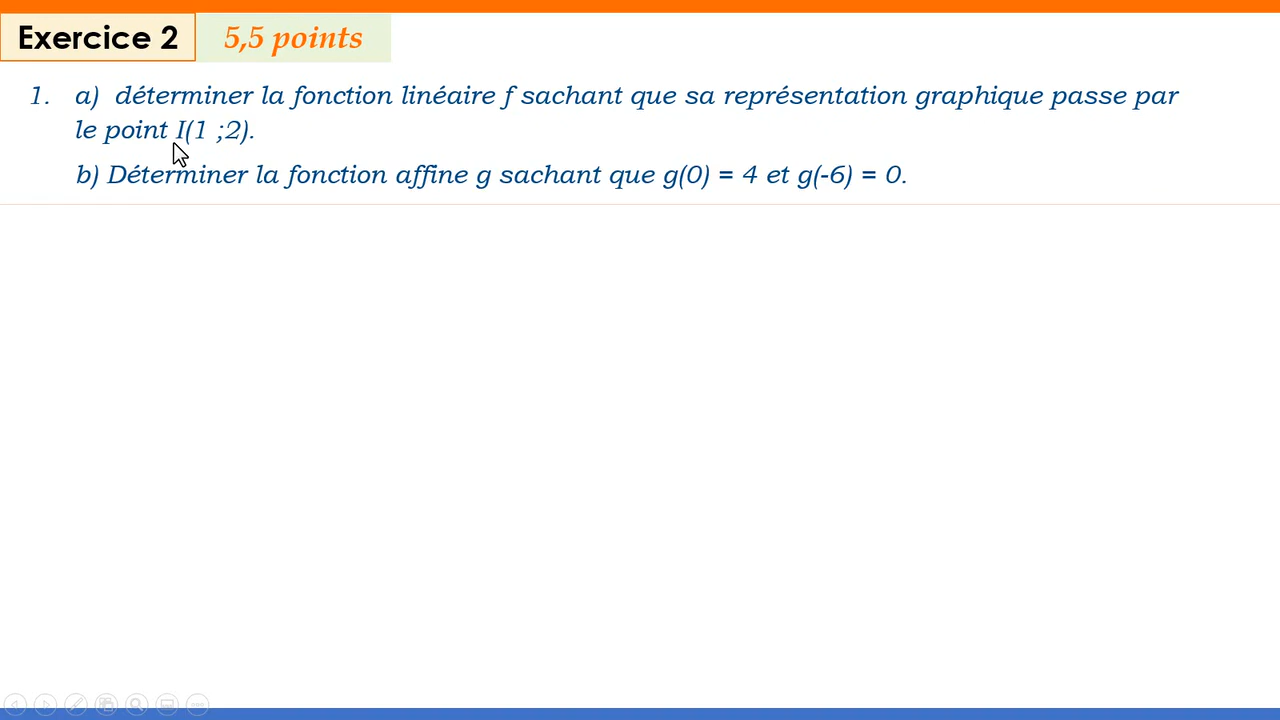 Exercice 2
5,5 points
1. a) déterminer la fonction linéaire f sachant que sa représentation graphique passe par
le point I(1 ;2).
b) Déterminer la fonction affine g sachant que g(0) = 4 et g(-6) = 0.